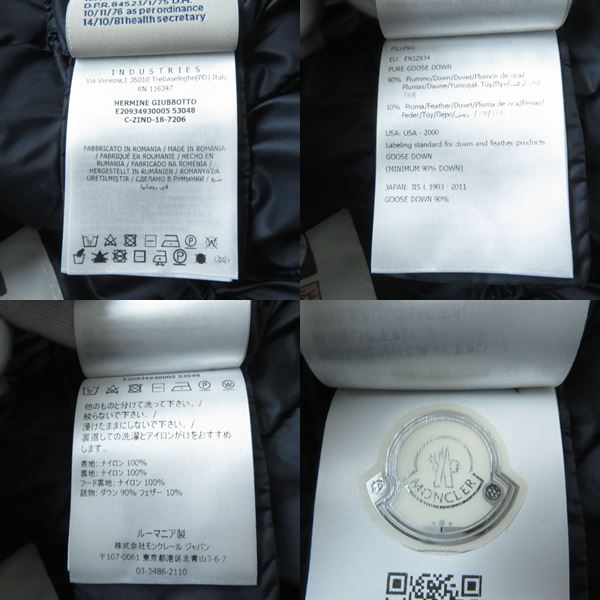 D.P.R. 84523/1/75 D.M.
10/11/76 as per ordinance
14/10/81 health secretary
INDUSTRIES
Via Venezia,1 35010 Trebaseleghe(PD) Italy
RN 116347
HERMINE GIUBBOTTO
E20934930005 53048
C-ZIND-18-7206
FABBRICATO IN ROMANIA / MADE IN ROMANIA
/ FABRIQUÉ EN ROUMANIE / HECHO EN
RUMANIA / FABRICADO NA ROMÉNIA /
HERGESTELLT IN RUMÄNIEN / ROMANYA'DA
ÜRETILMIŞTIR / СДЕЛАНО В РУМЫНИИ /
FILLING:
EU: EN12934
PURE GOOSE DOWN
90% Piumino/Down/Duvet/Plumón de oca/
Plumas/Daune/
10% Piuma/Feather/Duvet/Pluma de oca/Penas/
Feder/Tüy/Перо/
USA: USA - 2000
Labeling standard for down and feather products
GOOSE DOWN
(MINIMUM 90% DOWN)
JAPAN: JIS L 1903 : 2011
GOOSE DOWN 90%
E20934930005 53048
他のものと分けて洗って下さい。
絞らないで下さい。
浸けたままにしないで下さい。
裏返しての洗濯とアイロンがけをおすすめ
します。
表地: ナイロン 100%
裏地: ナイロン 100%
フード裏地: ナイロン 100%
詰物: ダウン 90% フェザー 10%
ルーマニア製
株式会社モンクレール ジャパン
〒107-0061 東京都港区北青山3-6-7
03-3486-2110
MONCLER